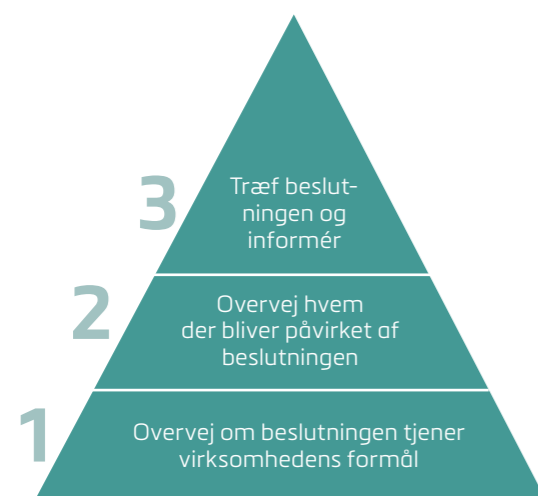 3
Træf beslut-
ningen og
informér
2
Overvej hvem
der bliver påvirket af
beslutningen
1
Overvej om beslutningen tjener
virksomhedens formål